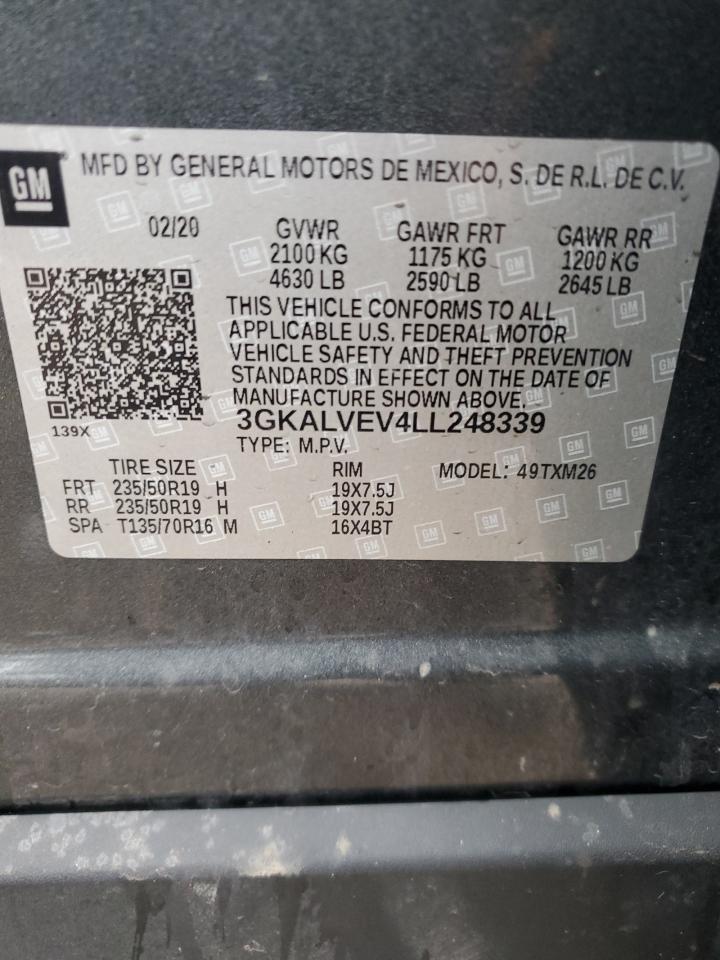 GM MFD BY GENERAL MOTORS DE MEXICO, S. DE R.L. DE C.V.
02/20 GVWR GAWR FRT GAWR RR
2100 KG 1175 KG 1200 KG
4630 LB 2590 LB 2645 LB
THIS VEHICLE CONFORMS TO ALL
APPLICABLE U.S. FEDERAL MOTOR
VEHICLE SAFETY AND THEFT PREVENTION
STANDARDS IN EFFECT ON THE DATE OF
MANUFACTURE SHOWN ABOVE.
139X
3GKALVEV4LL248339
TYPE: M.P.V.
TIRE SIZE RIM MODEL: 49TXM26
FRT 235/50R19 H 19X7.5J
RR 235/50R19 H 19X7.5J
SPA T135/70R16 M 16X4BT